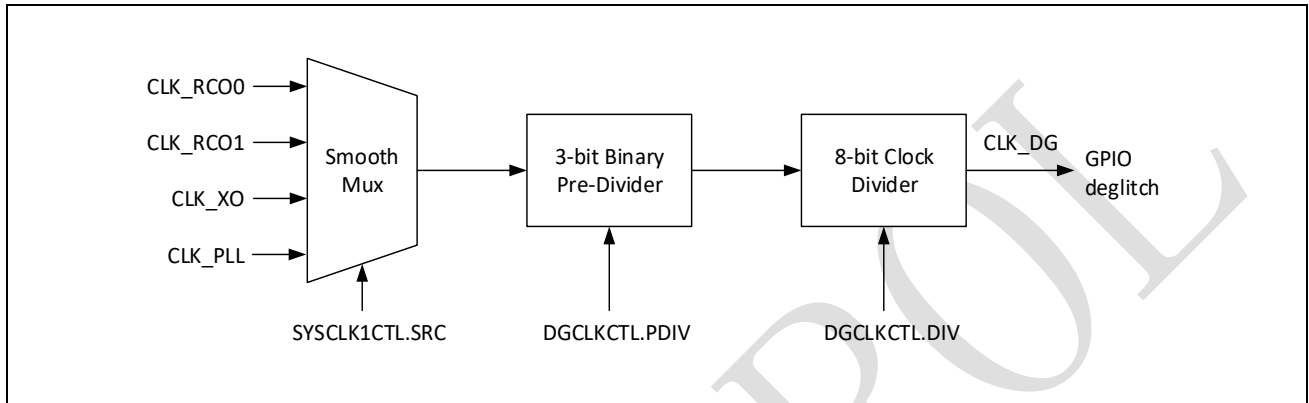 CLK_RCO0
CLK_RCO1
CLK_XO
CLK_PLL
Smooth
Mux
SYSCLK1CTL.SRC
3-bit Binary
Pre-Divider
DGCLKCTL.PDIV
8-bit Clock
Divider
DGCLKCTL.DIV
CLK_DG
GPIO
deglitch
POL